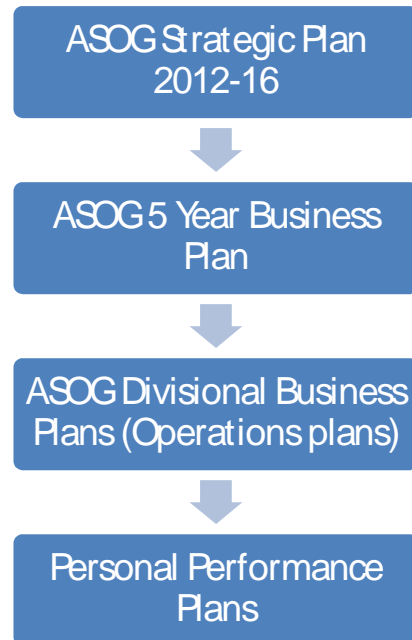 ASOG Strategic Plan
2012-16
ASOG 5 Year Business
Plan
ASOG Divisional Business
Plans (Operations plans)
Personal Performance
Plans